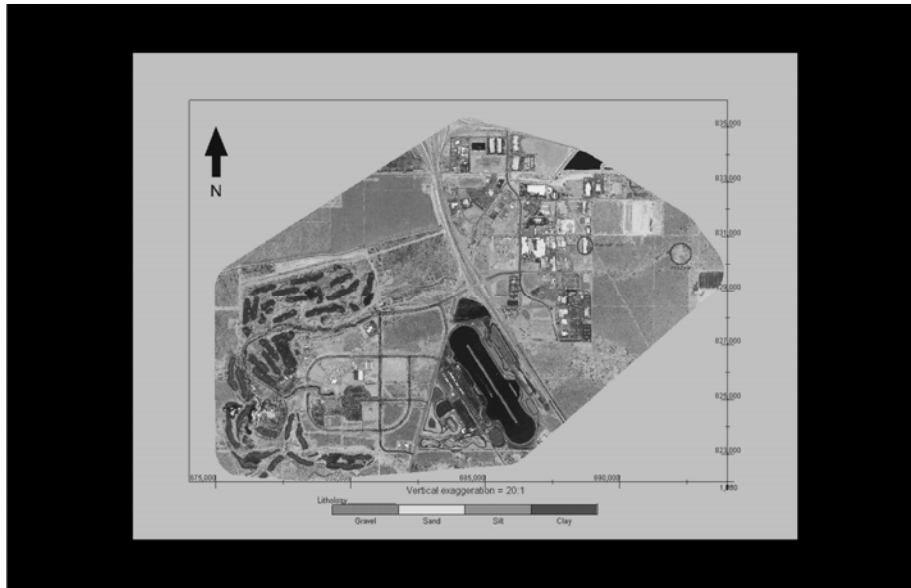 835,000
N
833,000
831,000
829,000
827,000
825,000
823,000
675,000 685,000 690,000
Vertical exaggeration = 20:1
Lithology
Gravel Sand Silt Clay